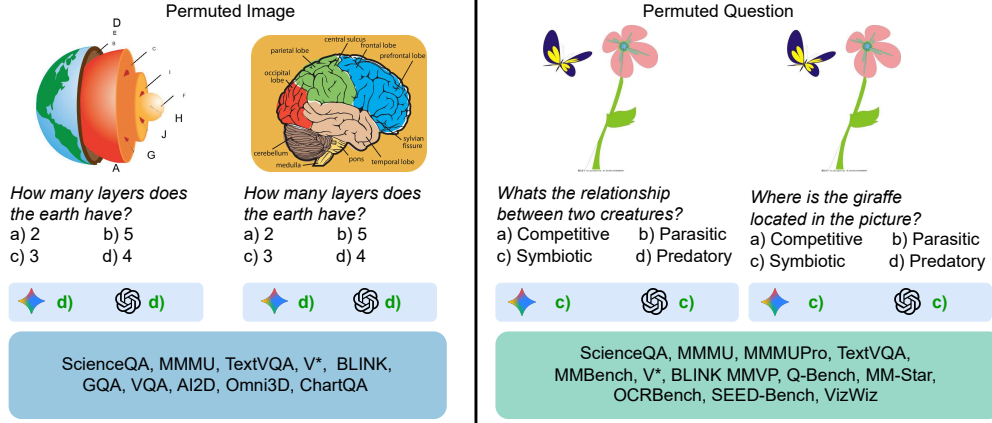 Permuted Image
D
E
B
C
I
F
H
J
G
A
central sulcus
frontal lobe
parietal lobe
prefrontal lobe
occipital
lobe
sylvian
fissure
cerebellum
pons
temporal lobe
medulla
How many layers does
the earth have?
a) 2 b) 5
c) 3 d) 4
d) d)
How many layers does
the earth have?
a) 2 b) 5
c) 3 d) 4
d) d)
ScienceQA, MMMU, TextVQA, V*, BLINK,
GQA, VQA, AI2D, Omni3D, ChartQA
Permuted Question
Whats the relationship
between two creatures?
a) Competitive b) Parasitic
c) Symbiotic d) Predatory
c) c)
Where is the giraffe
located in the picture?
a) Competitive b) Parasitic
c) Symbiotic d) Predatory
c) c)
ScienceQA, MMMU, MMMUPro, TextVQA,
MMBench, V*, BLINK MMVP, Q-Bench, MM-Star,
OCRBench, SEED-Bench, VizWiz